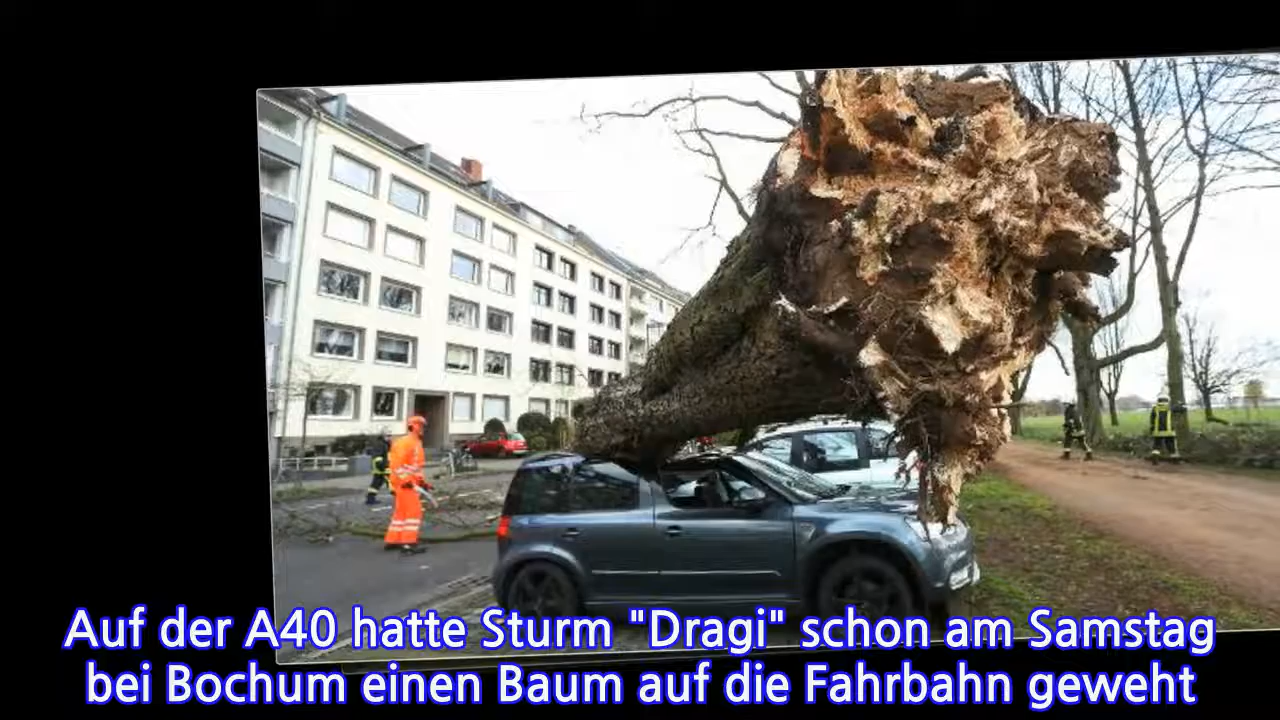 Auf der A40 hatte Sturm "Dragi" schon am Samstag
bei Bochum einen Baum auf die Fahrbahn geweht